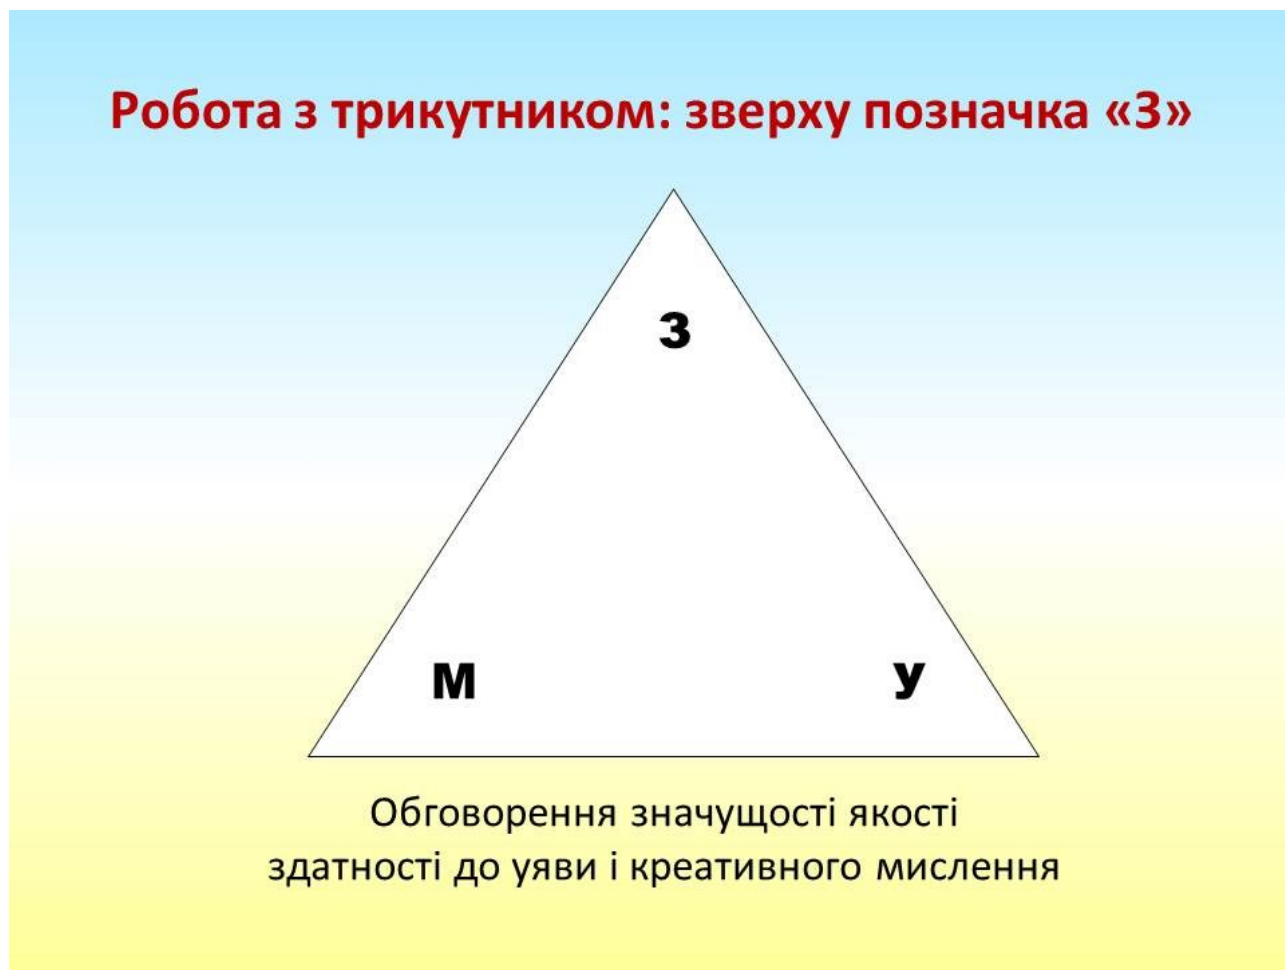 Робота з трикутником: зверху позначка «З»
З
М У
Обговорення значущості якості
здатності до уяви і креативного мислення